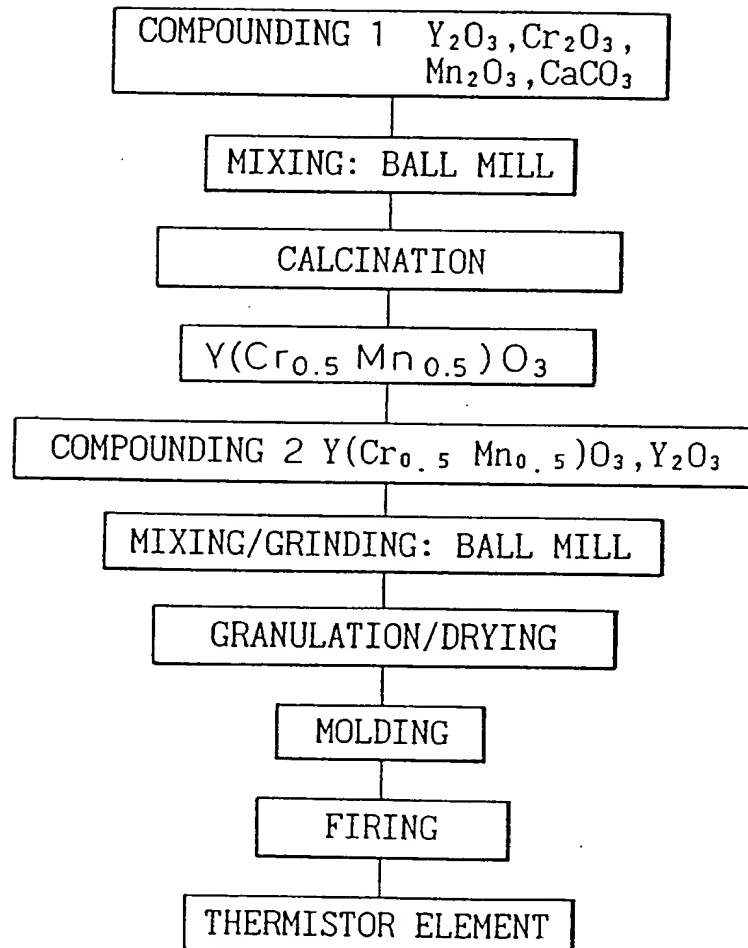 COMPOUNDING 1 Y₂O₃,Cr₂O₃,
Mn₂O₃,CaCO₃
MIXING: BALL MILL
CALCINATION
Y(Cr₀.₅ Mn₀.₅)O₃
COMPOUNDING 2 Y(Cr₀.₅ Mn₀.₅)O₃,Y₂O₃
MIXING/GRINDING: BALL MILL
GRANULATION/DRYING
MOLDING
FIRING
THERMISTOR ELEMENT